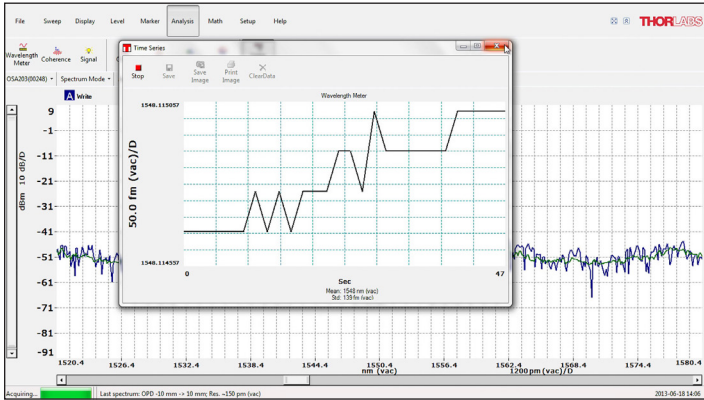 File Sweep Display Level Marker Analysis Math Setup Help
THORLABS
Wavelength Meter Coherence Signal
OSA203(00248) Spectrum Mode
A Write
Time Series
Stop Save Save Image Print Image ClearData
Wavelength Meter
1548.115057
50.0 fm (vac)/D
1548.114557
0 47
Sec
Mean: 1548 nm (vac)
Std: 139 fm (vac)
dBm 10 dB/D
9
-1
-11
-21
-31
-41
-51
-61
-71
-81
-91
1520.4 1526.4 1532.4 1538.4 1544.4 1550.4 1556.4 1562.4 1568.4 1574.4 1580.4
nm (vac) 1200 pm (vac)/D
Acquiring... Last spectrum: OPD -10 mm -> 10 mm; Res. ~150 pm (vac) 2013-06-18 14:06